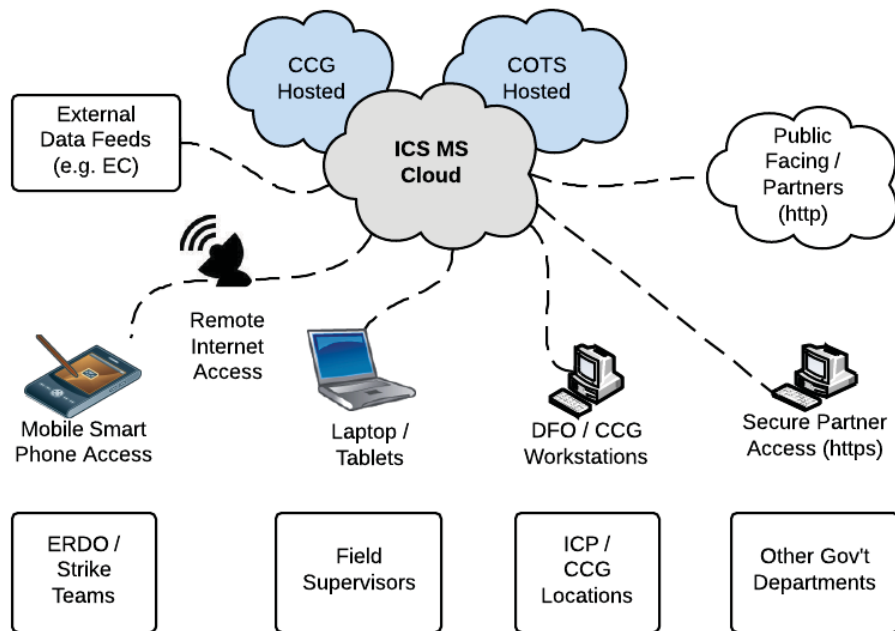 CCG
Hosted
COTS
Hosted
External
Data Feeds
(e.g. EC)
ICS MS
Cloud
Public
Facing /
Partners
(http)
Remote
Internet
Access
Mobile Smart
Phone Access
Laptop /
Tablets
DFO / CCG
Workstations
Secure Partner
Access (https)
ERDO /
Strike
Teams
Field
Supervisors
ICP /
CCG
Locations
Other Gov't
Departments